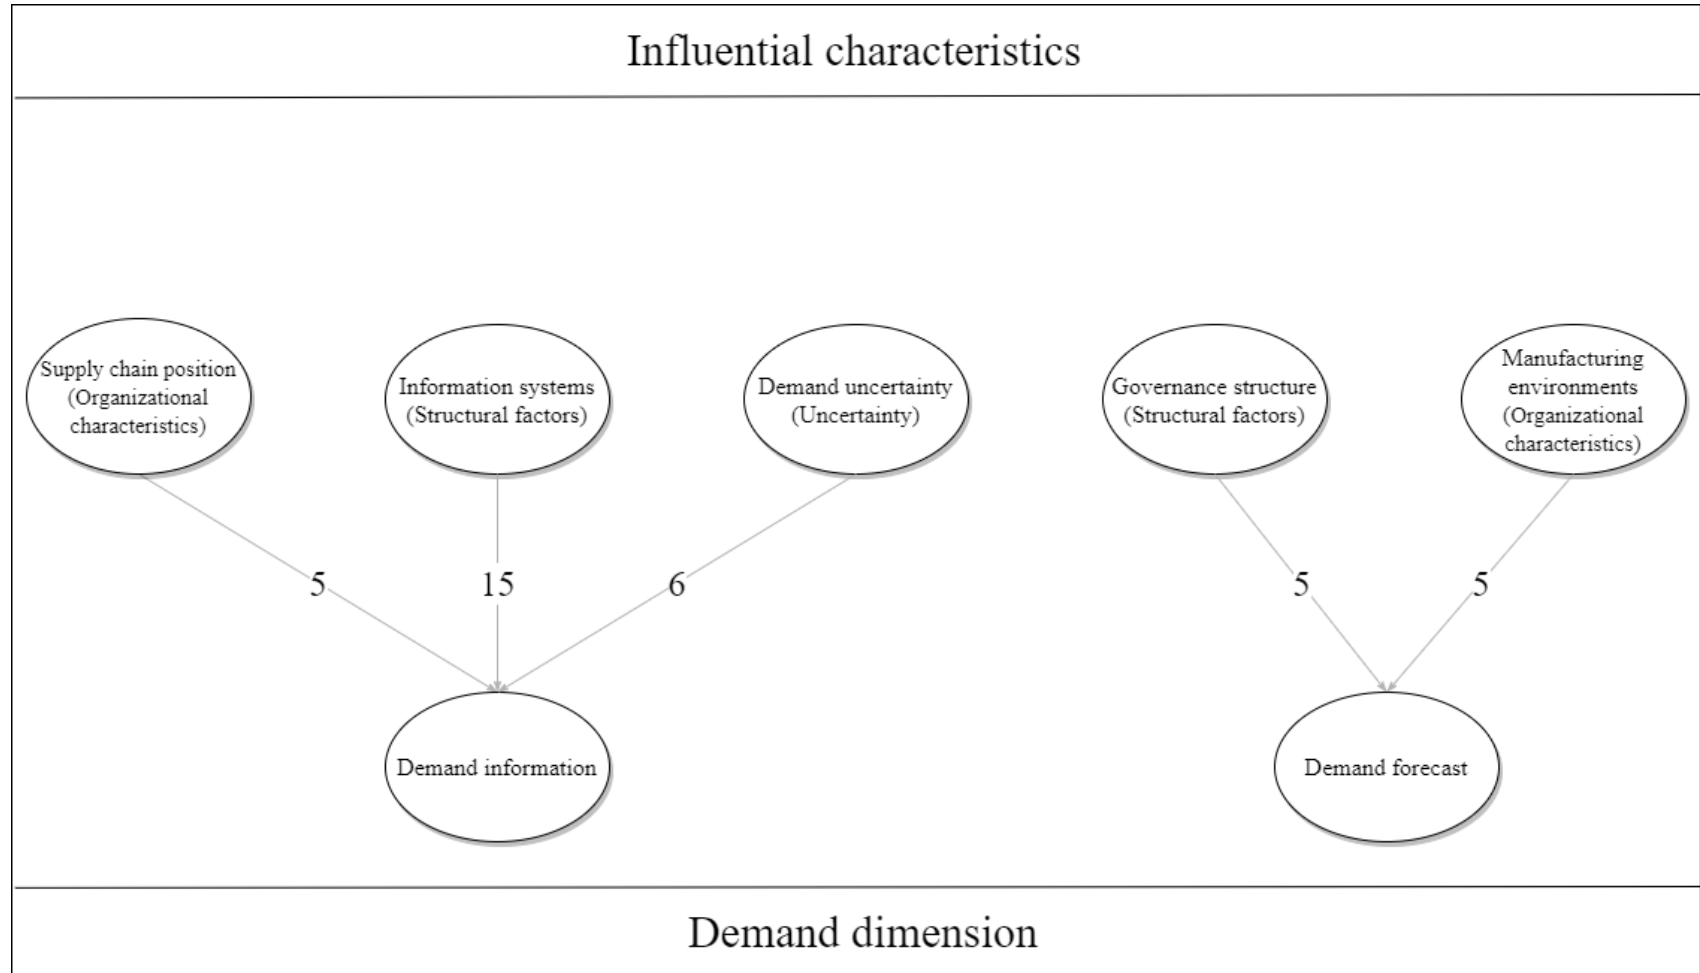 Influential characteristics
Supply chain position
(Organizational
characteristics)
Information systems
(Structural factors)
Demand uncertainty
(Uncertainty)
Governance structure
(Structural factors)
Manufacturing
environments
(Organizational
characteristics)
5
15
6
5
5
Demand information
Demand forecast
Demand dimension